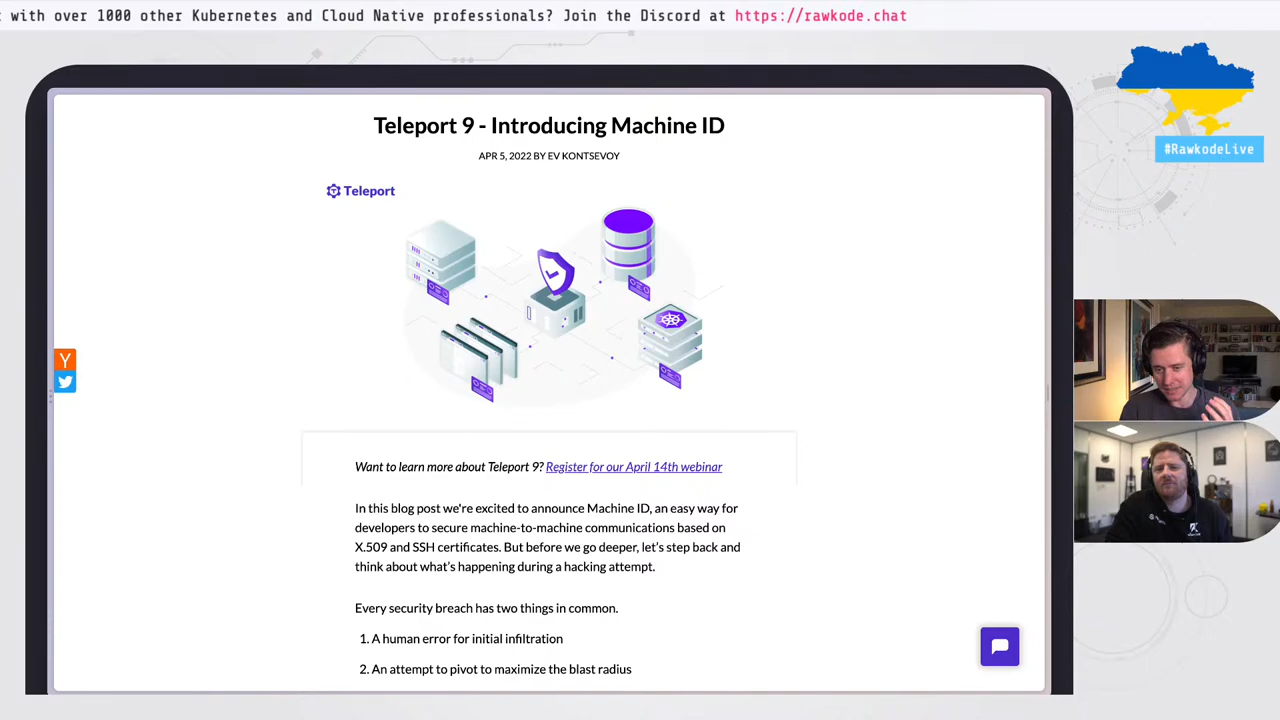 with over 1000 other Kubernetes and Cloud Native professionals? Join the Discord at https://rawkode.chat
#RawkodeLive
Teleport 9 - Introducing Machine ID
APR 5, 2022 BY EV KONTSEVOY
Teleport
Y
Want to learn more about Teleport 9? Register for our April 14th webinar
In this blog post we're excited to announce Machine ID, an easy way for
developers to secure machine-to-machine communications based on
X.509 and SSH certificates. But before we go deeper, let's step back and
think about what's happening during a hacking attempt.
Every security breach has two things in common.
1. A human error for initial infiltration
2. An attempt to pivot to maximize the blast radius